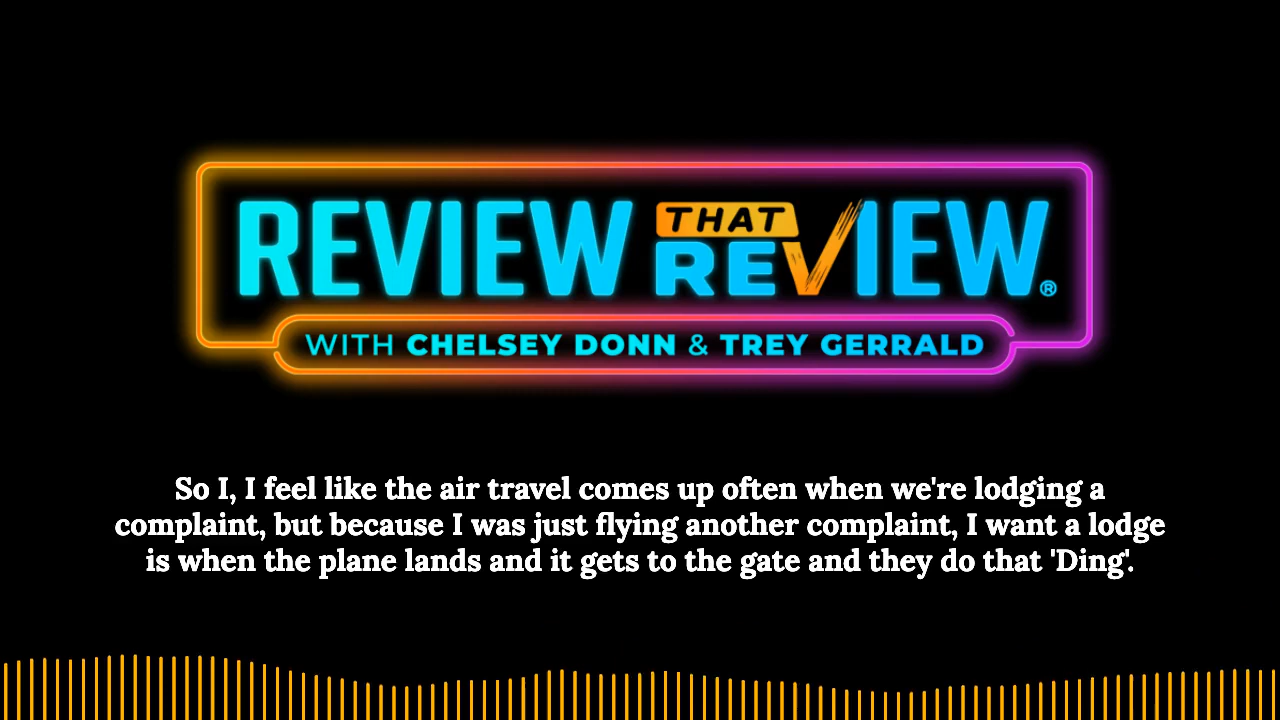 REVIEW THAT REVIEW®
WITH CHELSEY DONN & TREY GERRALD
So I, I feel like the air travel comes up often when we're lodging a
complaint, but because I was just flying another complaint, I want a lodge
is when the plane lands and it gets to the gate and they do that 'Ding'.